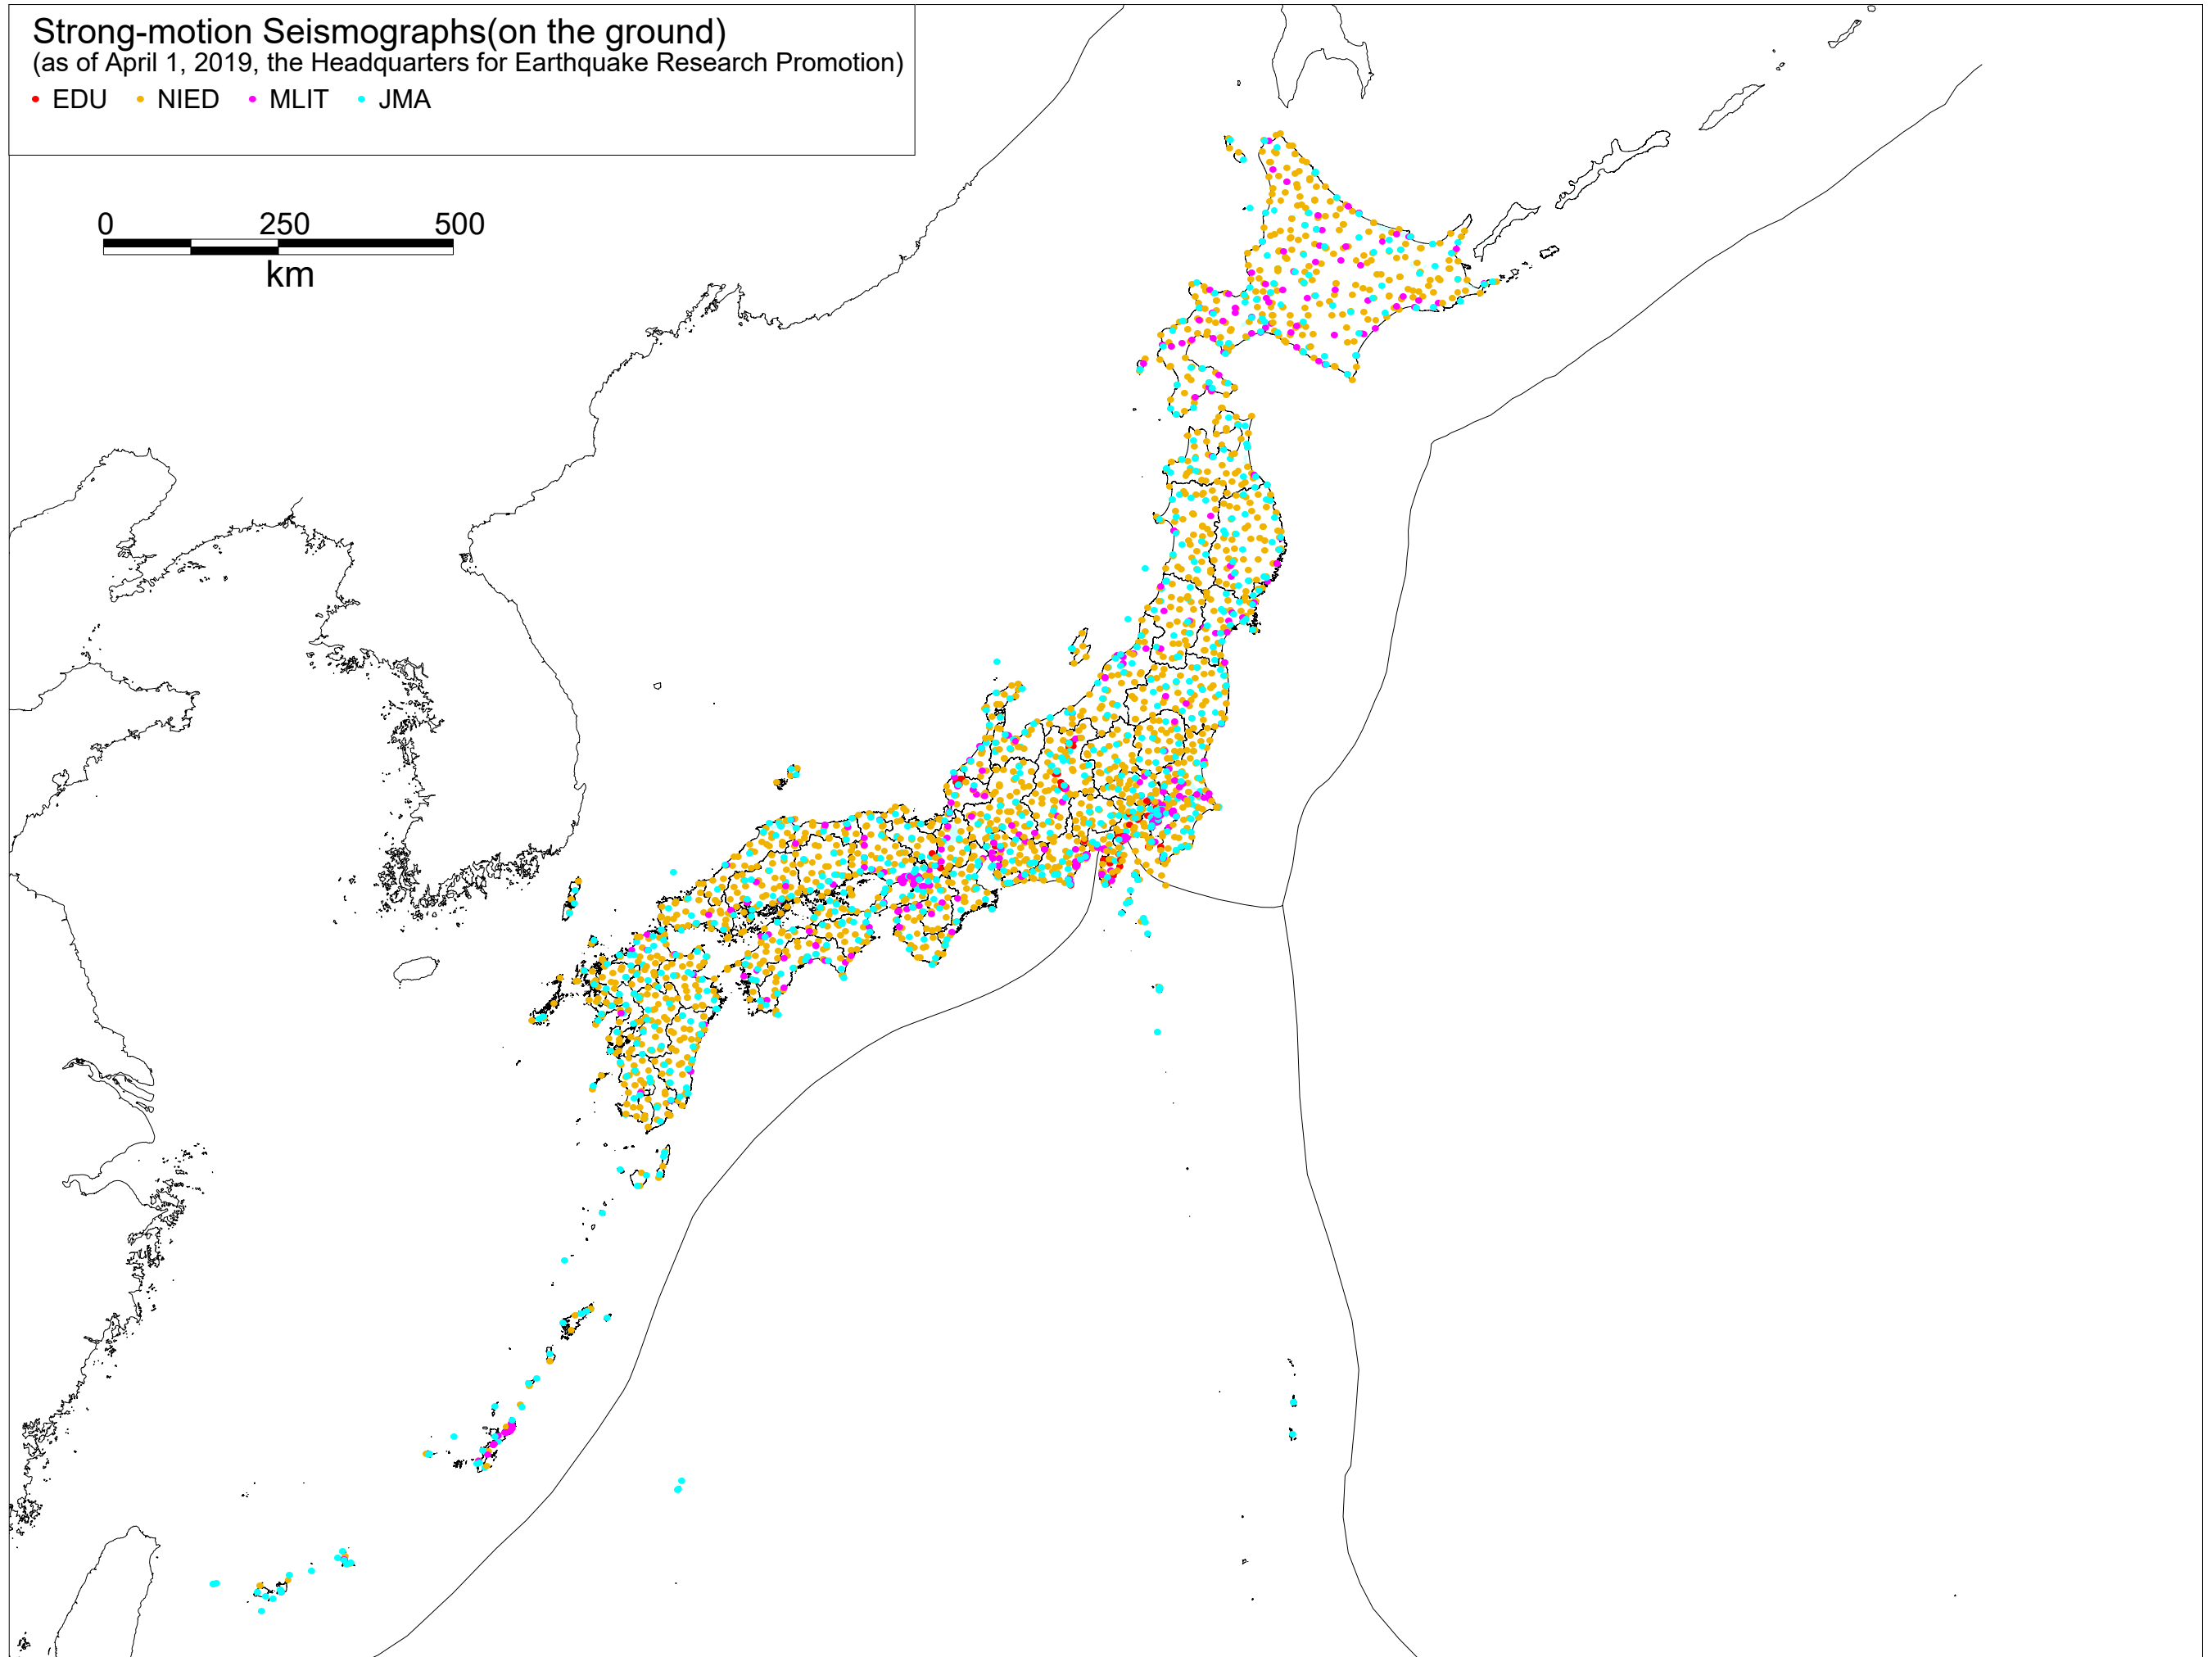 Strong-motion Seismographs(on the ground)
(as of April 1, 2019, the Headquarters for Earthquake Research Promotion)
EDU NIED MLIT JMA
0 250 500
km